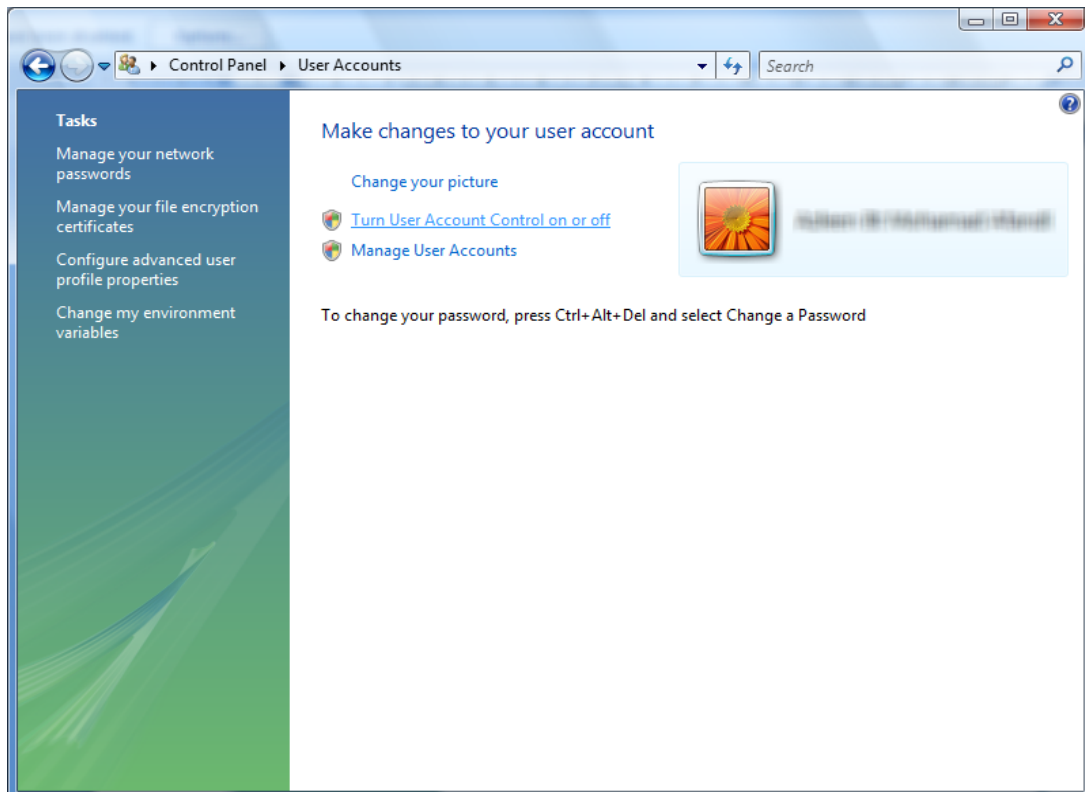 Control Panel User Accounts
Search
Tasks
Manage your network
passwords
Manage your file encryption
certificates
Configure advanced user
profile properties
Change my environment
variables
Make changes to your user account
Change your picture
Turn User Account Control on or off
Manage User Accounts
To change your password, press Ctrl+Alt+Del and select Change a Password